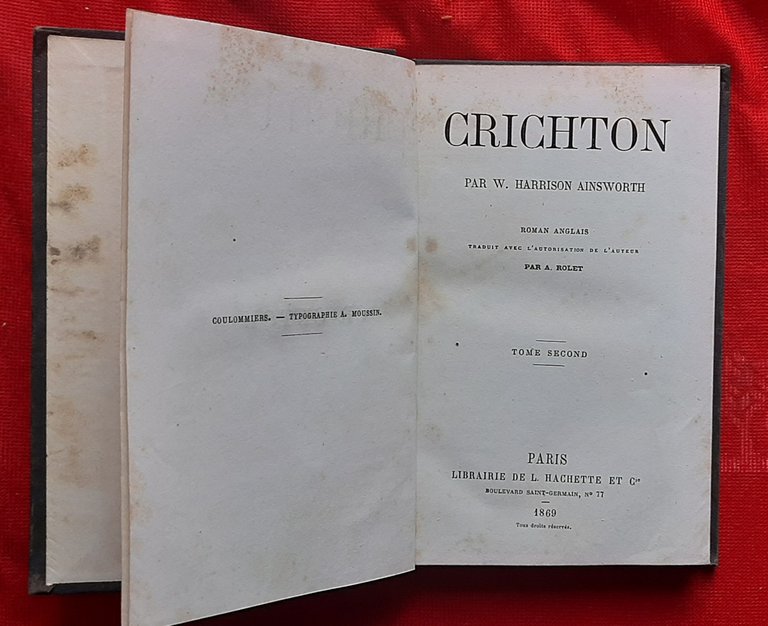 COULOMMIERS. — TYPOGRAPHIE A. MOUSSIN.
CRICHTON
PAR W. HARRISON AINSWORTH
ROMAN ANGLAIS
TRADUIT AVEC L'AUTORISATION DE L'AUTEUR
PAR A. ROLET
TOME SECOND
PARIS
LIBRAIRIE DE L. HACHETTE ET Cie
BOULEVARD SAINT-GERMAIN, No 77
1869
Tous droits réservés.